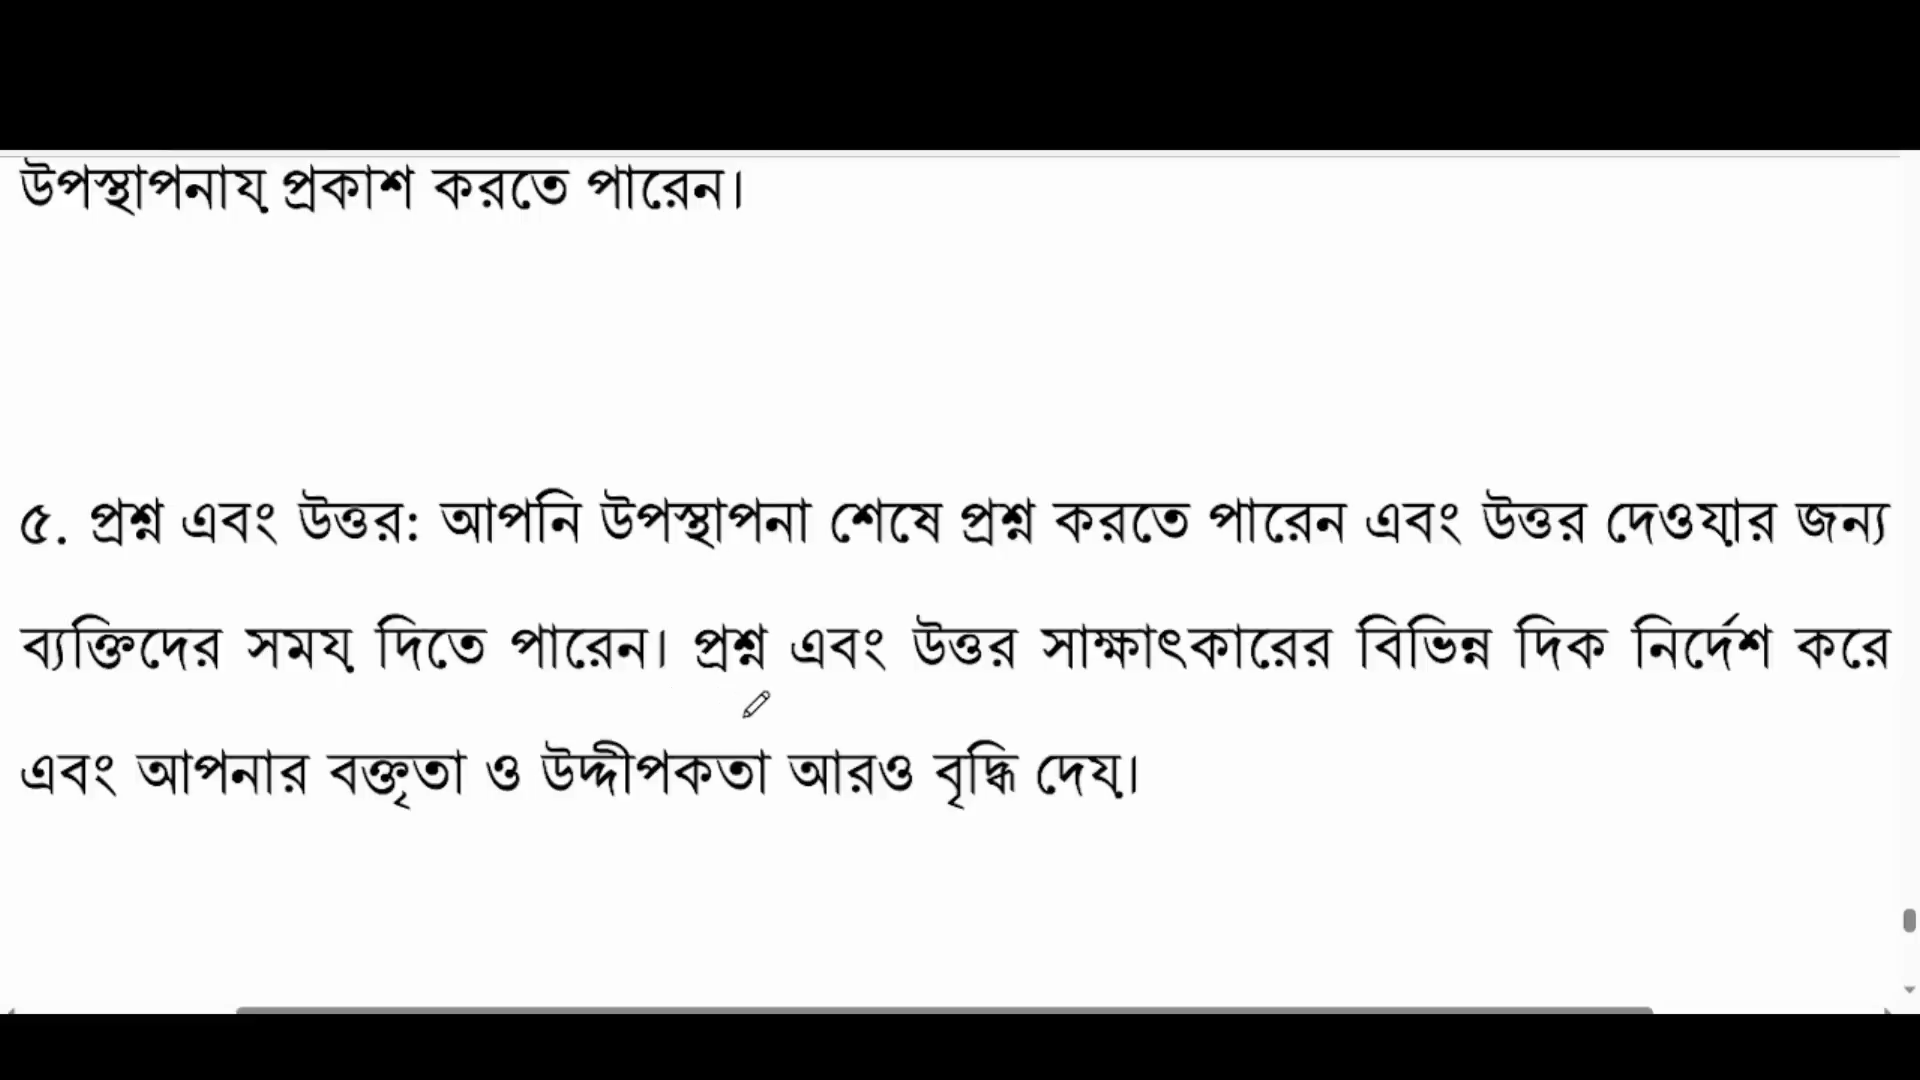 উপস্থাপনায় প্রকাশ করতে পারেন।
৫. প্রশ্ন এবং উত্তর: আপনি উপস্থাপনা শেষে প্রশ্ন করতে পারেন এবং উত্তর দেওয়ার জন্য
ব্যক্তিদের সময় দিতে পারেন। প্রশ্ন এবং উত্তর সাক্ষাৎকারের বিভিন্ন দিক নির্দেশ করে
এবং আপনার বক্তৃতা ও উদ্দীপকতা আরও বৃদ্ধি দেয়।